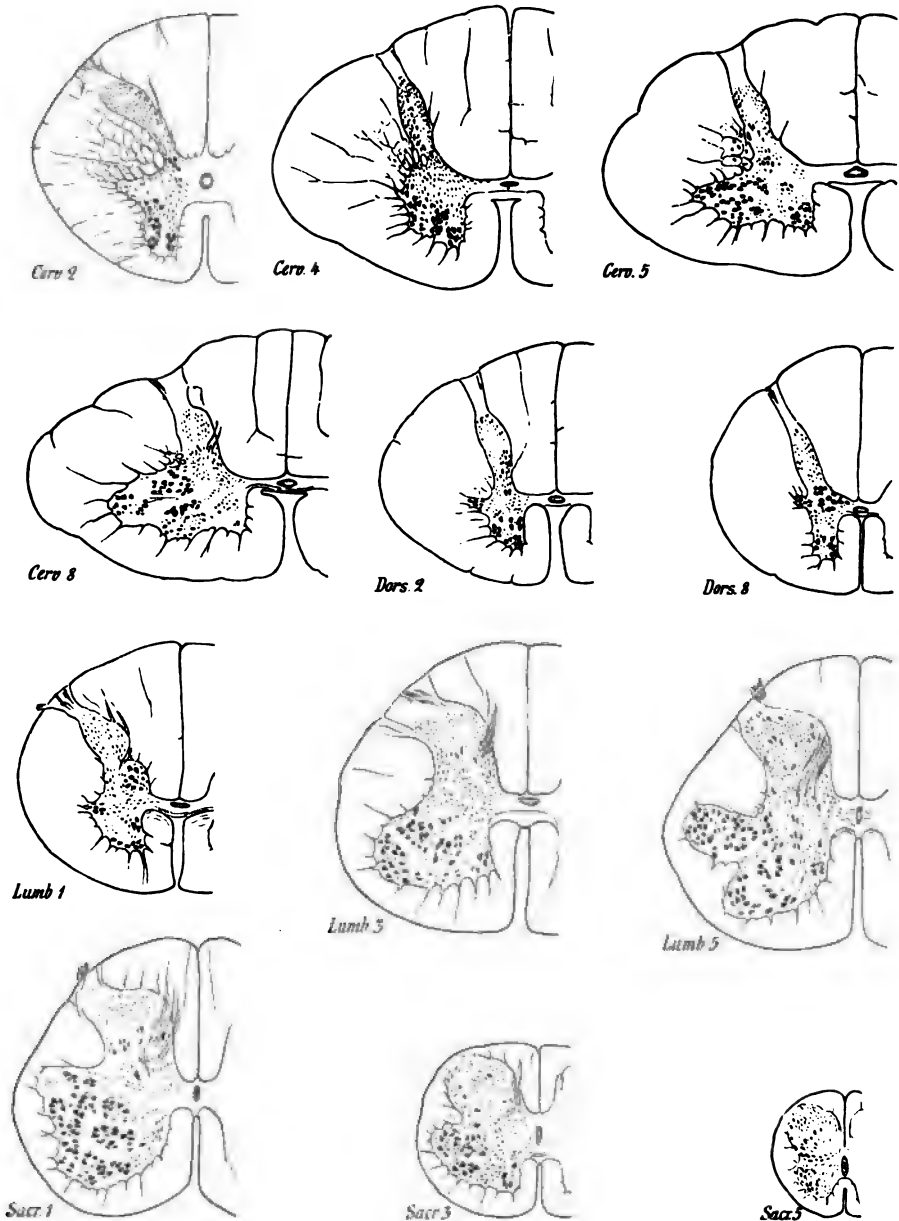 Cerv 2
Cerv. 4
Cerv. 5
Cerv 8
Dors. 2
Dors. 8
Lumb 1
Lumb 3
Lumb 5
Sacr. 1
Sacr 3
Sacr. 5